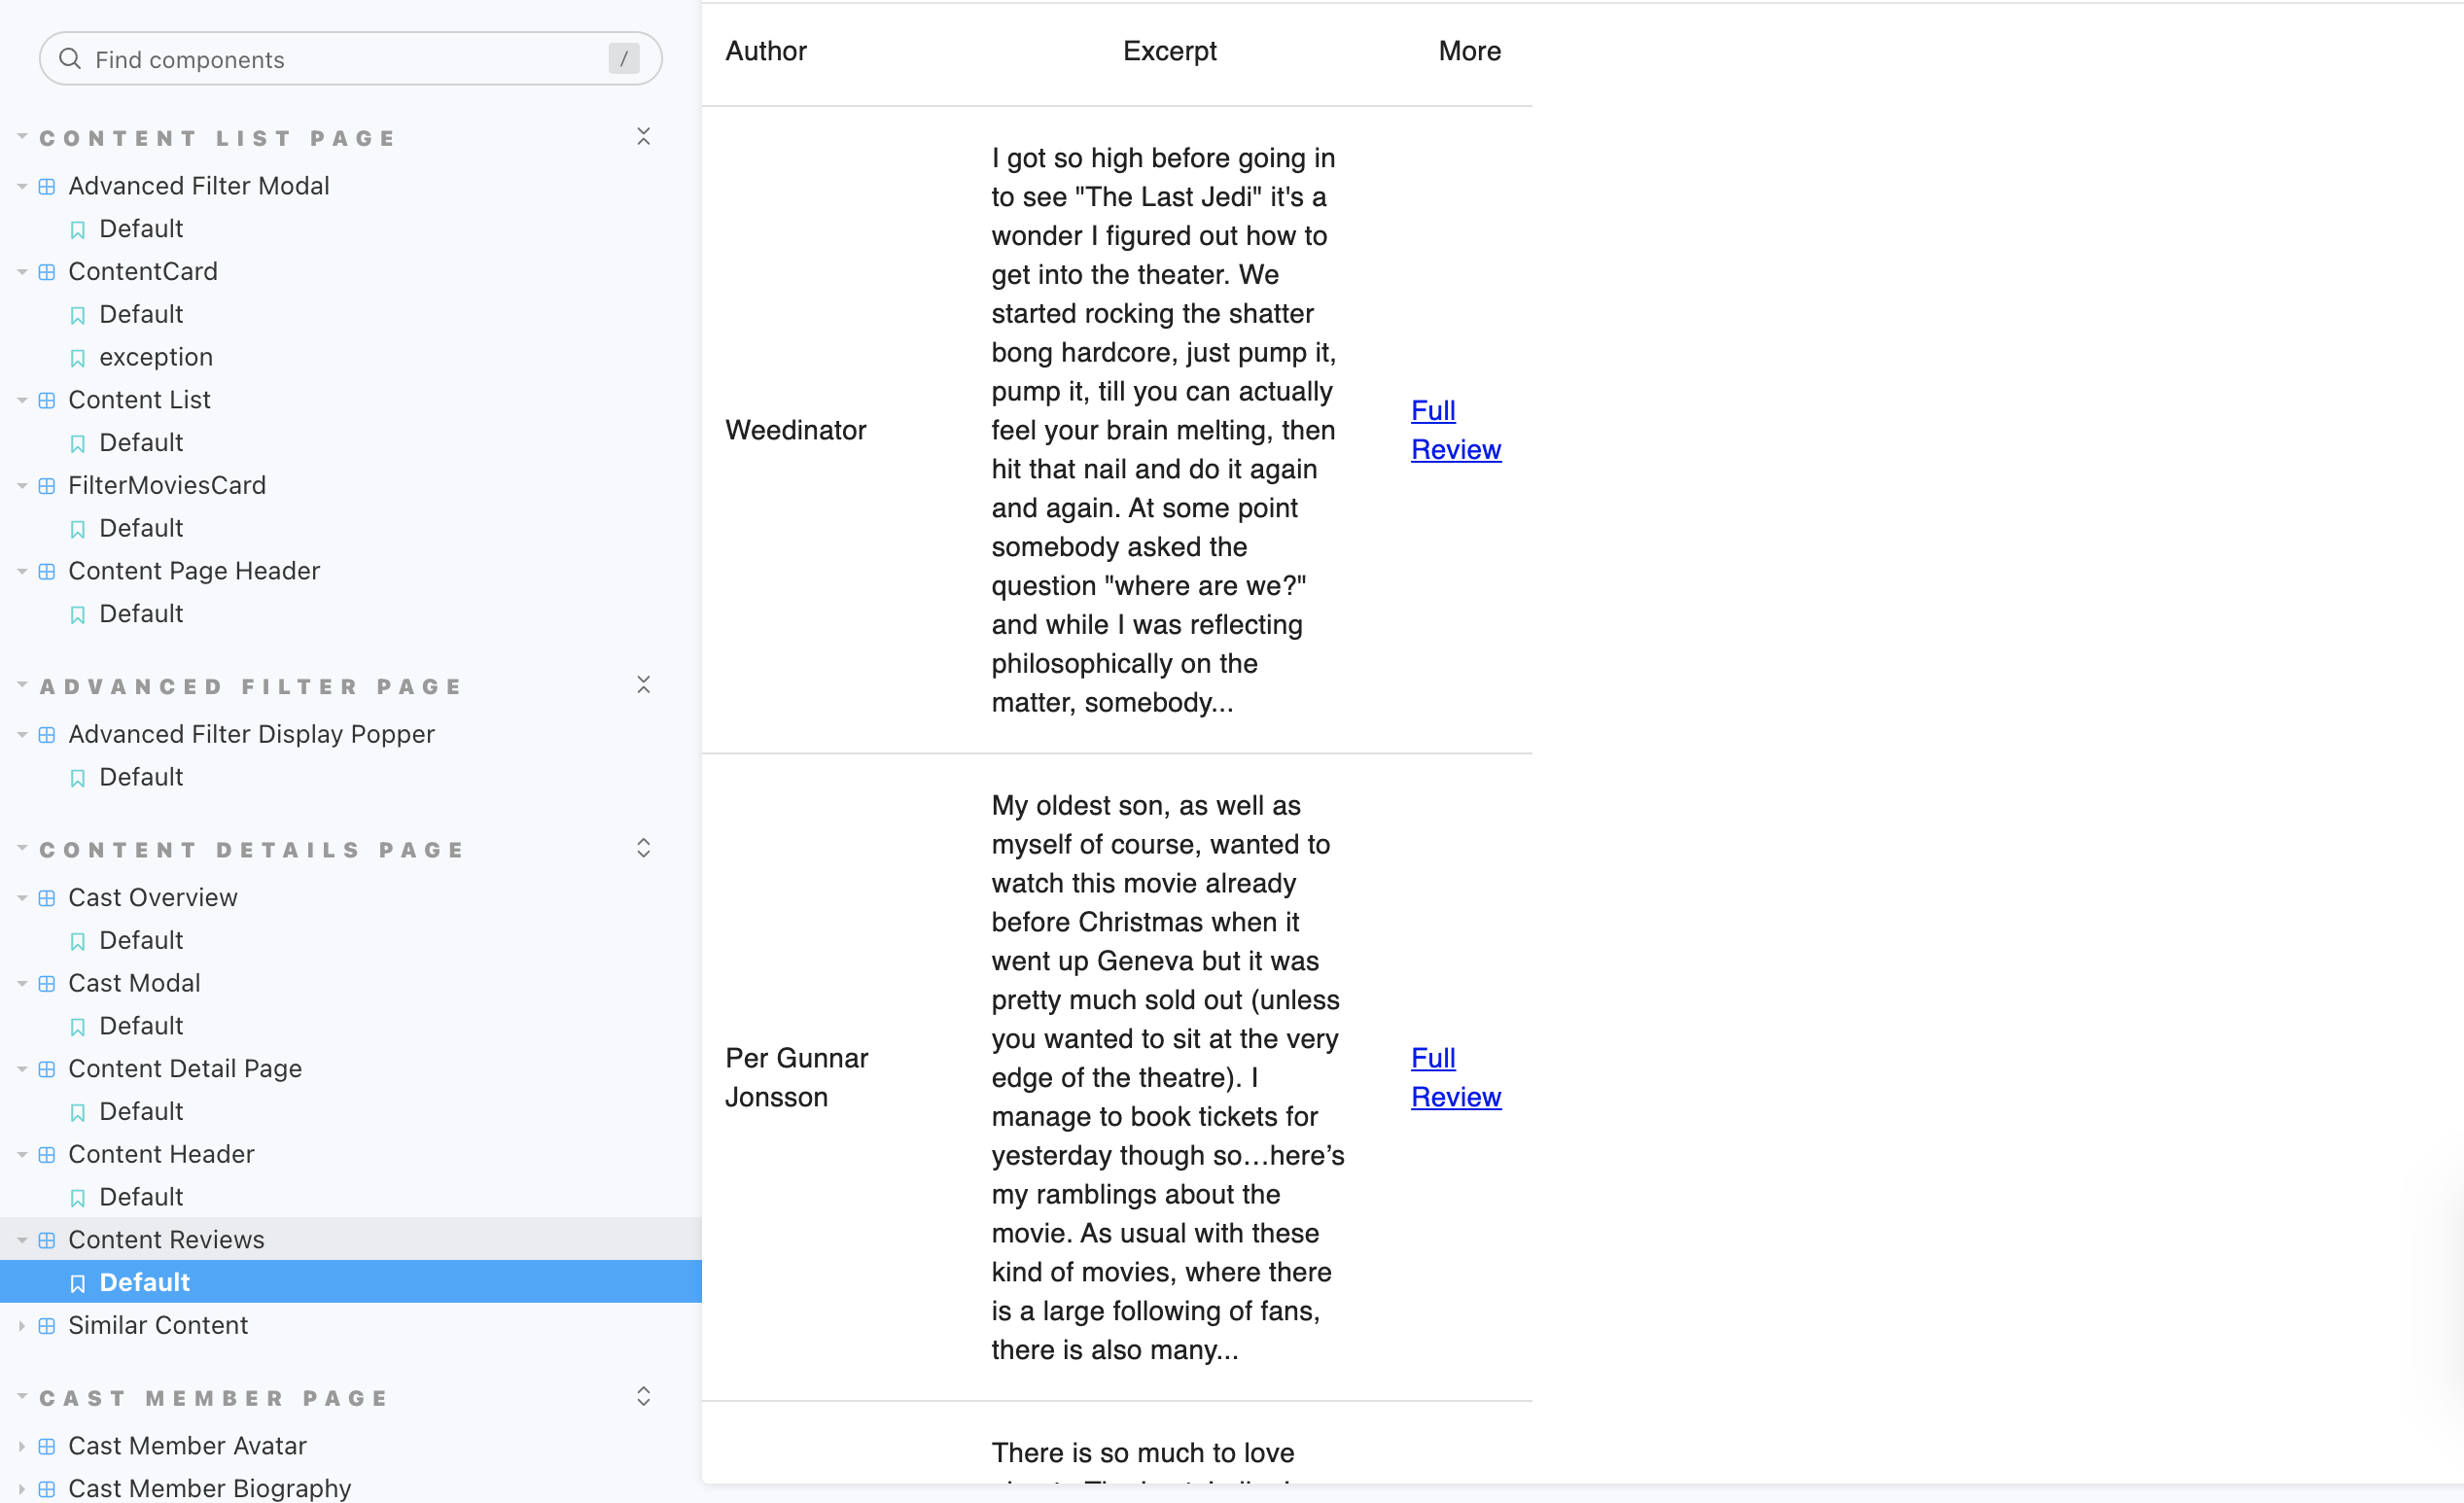 Find components
/
CONTENT LIST PAGE
Advanced Filter Modal
Default
ContentCard
Default
exception
Content List
Default
FilterMoviesCard
Default
Content Page Header
Default
ADVANCED FILTER PAGE
Advanced Filter Display Popper
Default
CONTENT DETAILS PAGE
Cast Overview
Default
Cast Modal
Default
Content Detail Page
Default
Content Header
Default
Content Reviews
Default
Similar Content
CAST MEMBER PAGE
Cast Member Avatar
Cast Member Biography
Author
Excerpt
More
Weedinator
I got so high before going in
to see "The Last Jedi" it's a
wonder I figured out how to
get into the theater. We
started rocking the shatter
bong hardcore, just pump it,
pump it, till you can actually
feel your brain melting, then
hit that nail and do it again
and again. At some point
somebody asked the
question "where are we?"
and while I was reflecting
philosophically on the
matter, somebody...
Full
Review
Per Gunnar
Jonsson
My oldest son, as well as
myself of course, wanted to
watch this movie already
before Christmas when it
went up Geneva but it was
pretty much sold out (unless
you wanted to sit at the very
edge of the theatre). I
manage to book tickets for
yesterday though so…here’s
my ramblings about the
movie. As usual with these
kind of movies, where there
is a large following of fans,
there is also many...
Full
Review
There is so much to love